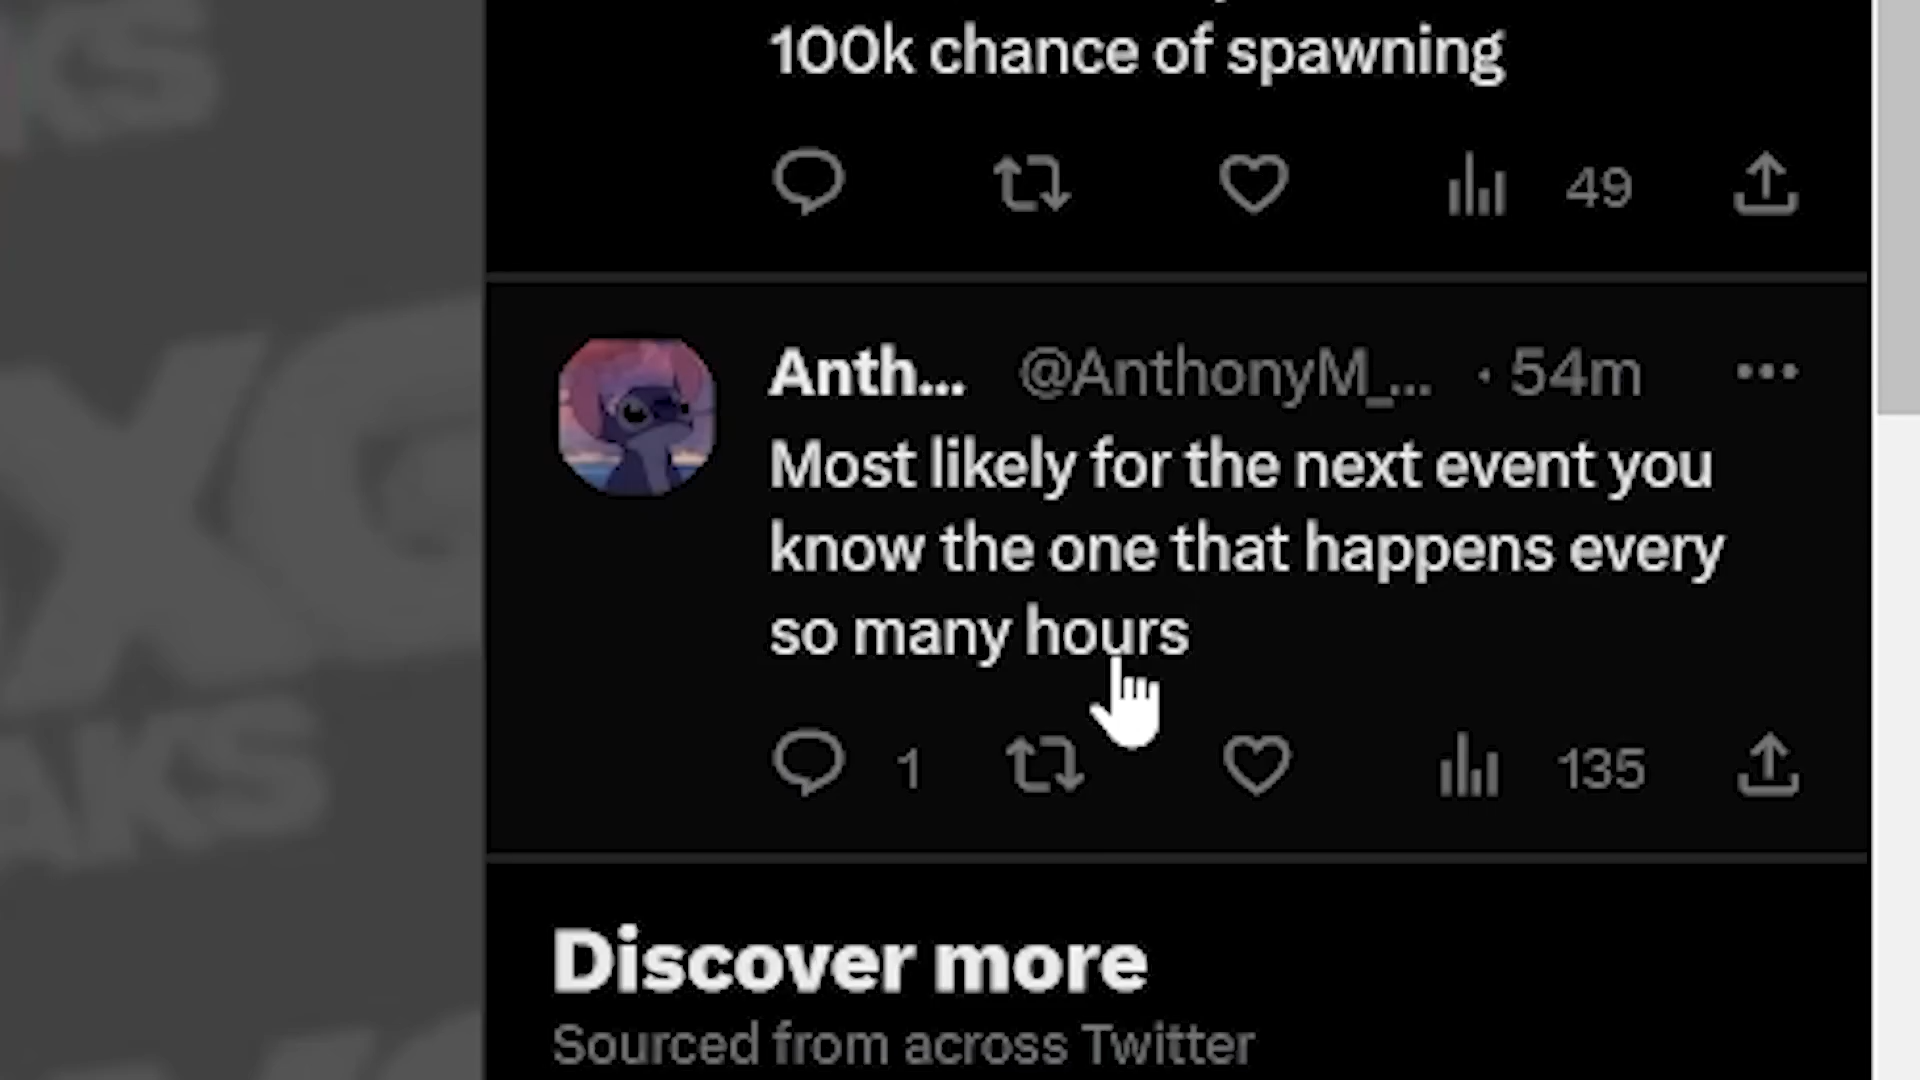 100k chance of spawning
49
Anth... @AnthonyM_... · 54m
Most likely for the next event you
know the one that happens every
so many hours
1 135
Discover more
Sourced from across Twitter